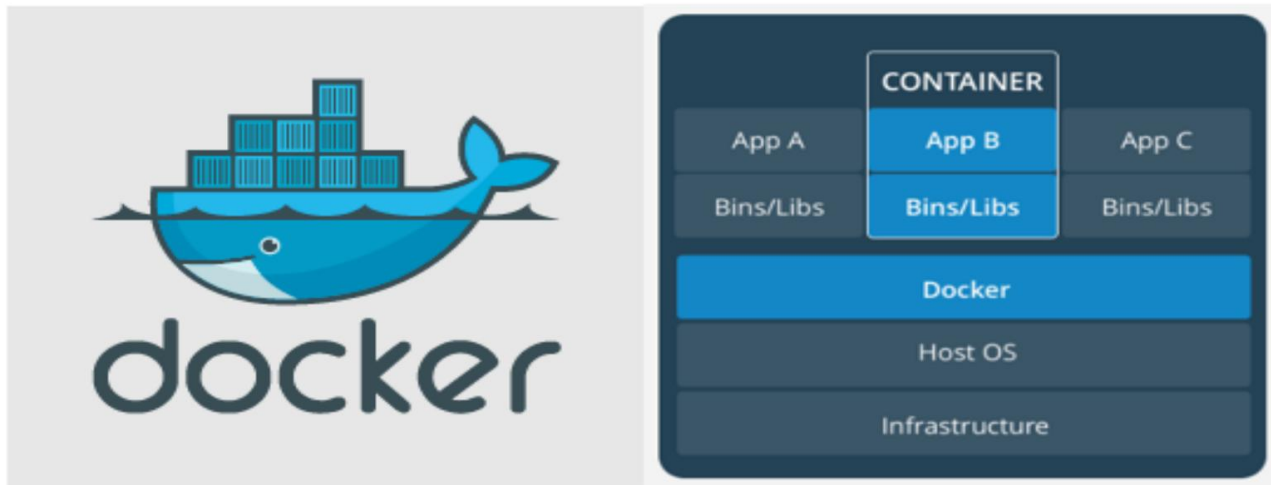 docker
CONTAINER
App A App B App C
Bins/Libs Bins/Libs Bins/Libs
Docker
Host OS
Infrastructure